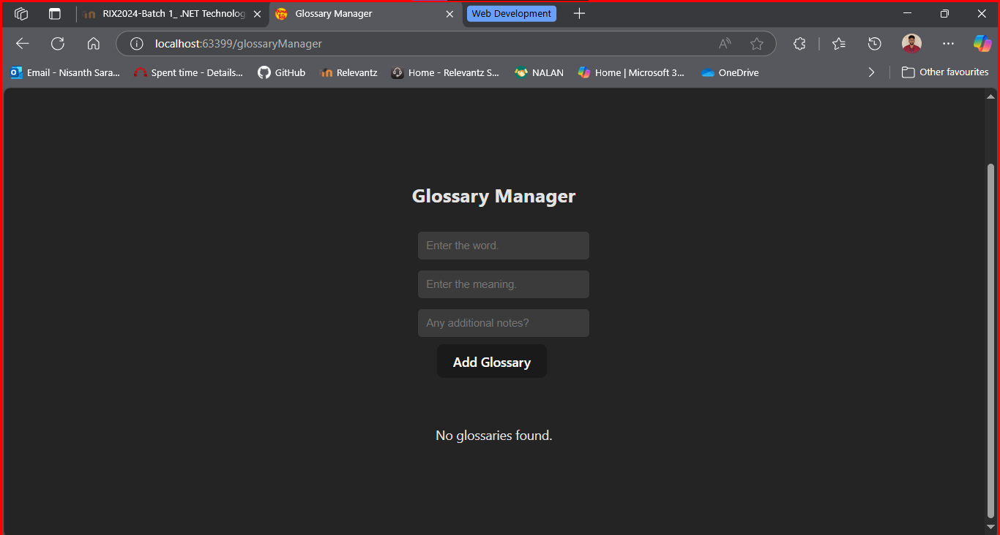 RIX2024-Batch 1_ .NET Technolog
Glossary Manager
Web Development
localhost:63399/glossaryManager
Email - Nisanth Sara...
Spent time - Details...
GitHub
Relevantz
Home - Relevantz S...
NALAN
Home | Microsoft 3...
OneDrive
Other favourites
Glossary Manager
Enter the word.
Enter the meaning.
Any additional notes?
Add Glossary
No glossaries found.